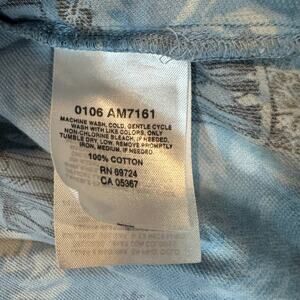 0106 AM7161
MACHINE WASH, COLD, GENTLE CYCLE
WASH WITH LIKE COLORS, ONLY
NON-CHLORINE BLEACH, IF NEEDED,
TUMBLE DRY, LOW, REMOVE PROMPTLY
IRON, MEDIUM, IF NEEDED
100% COTTON
RN 69724
CA 05367